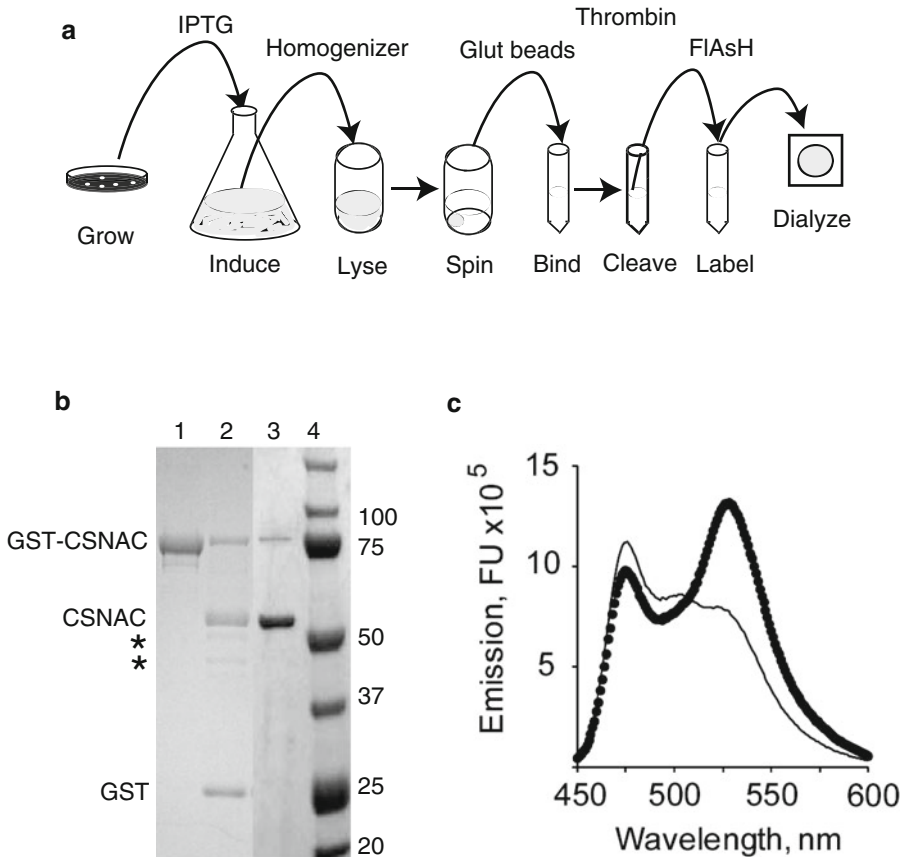 a
IPTG
Homogenizer
Glut beads
Thrombin
FlAsH
Grow
Induce
Lyse
Spin
Bind
Cleave
Label
Dialyze
b
1 2 3 4
GST-CSNAC
CSNAC
*
*
GST
100
75
50
37
25
20
c
Emission, FU x10 5
15
10
5
450 500 550 600
Wavelength, nm